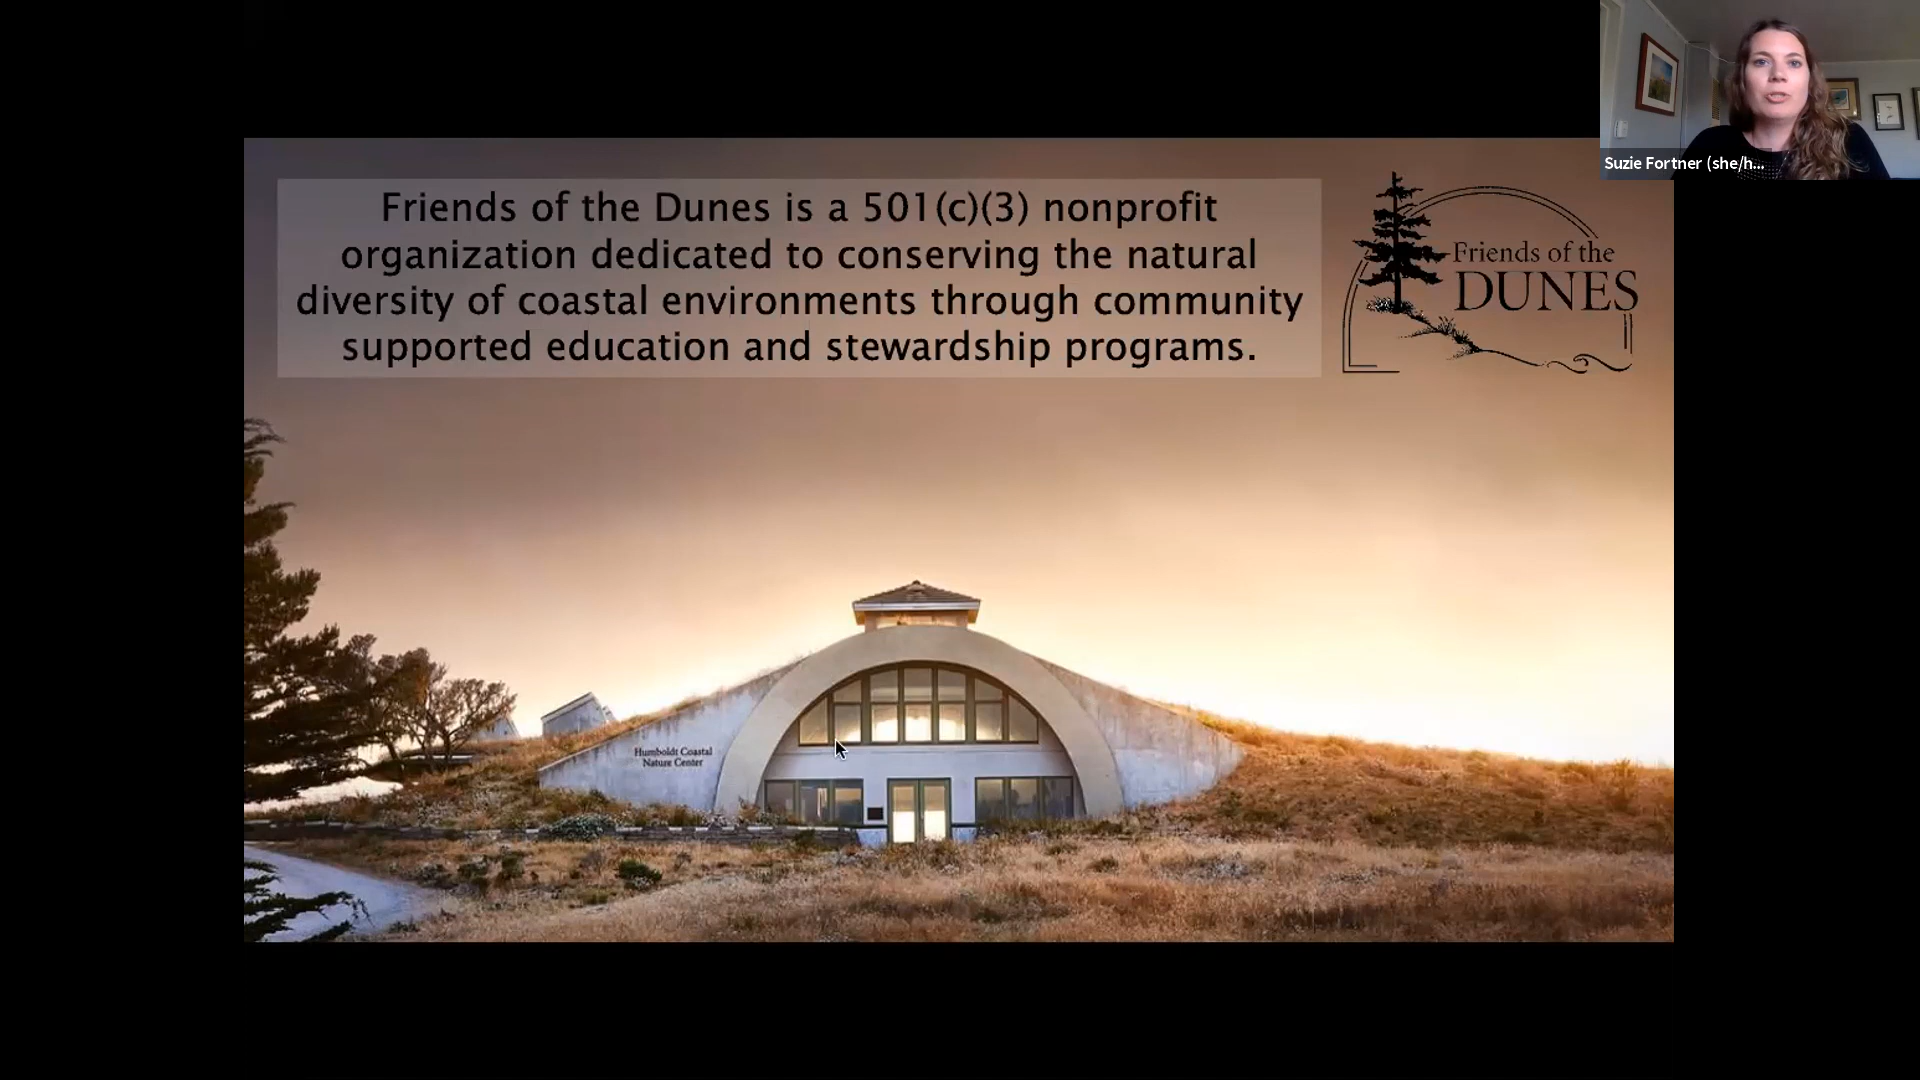 Friends of the Dunes is a 501(c)(3) nonprofit
organization dedicated to conserving the natural
diversity of coastal environments through community
supported education and stewardship programs.
Friends of the
DUNES
Suzie Fortner (she/h...
Humboldt Coastal
Nature Center